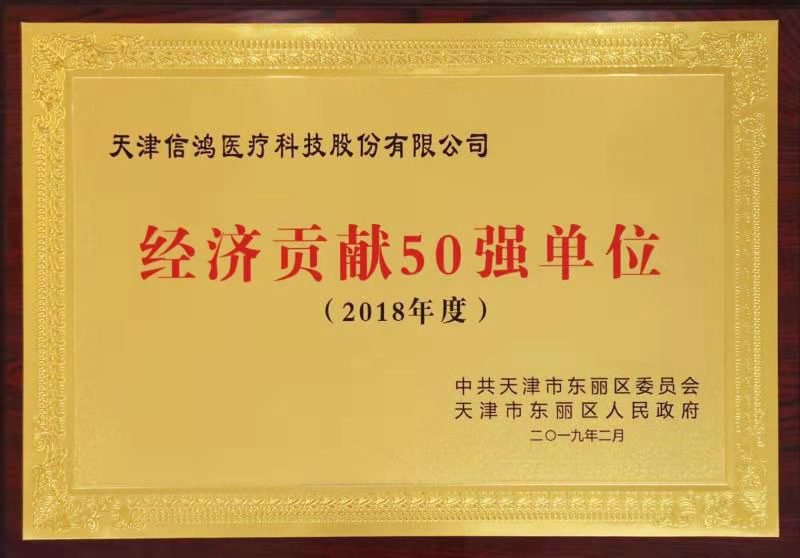 天津信鸿医疗科技股份有限公司
经济贡献50强单位
（2018年度）
中共天津市东丽区委员会
天津市东丽区人民政府
二〇一九年二月